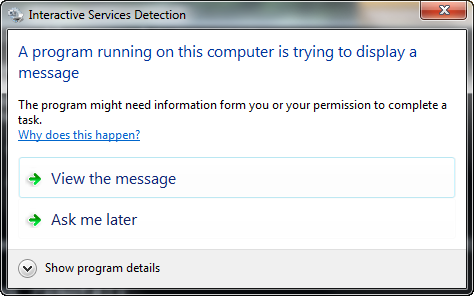 Interactive Services Detection
A program running on this computer is trying to display a
message
The program might need information form you or your permission to complete a
task.
Why does this happen?
View the message
Ask me later
Show program details